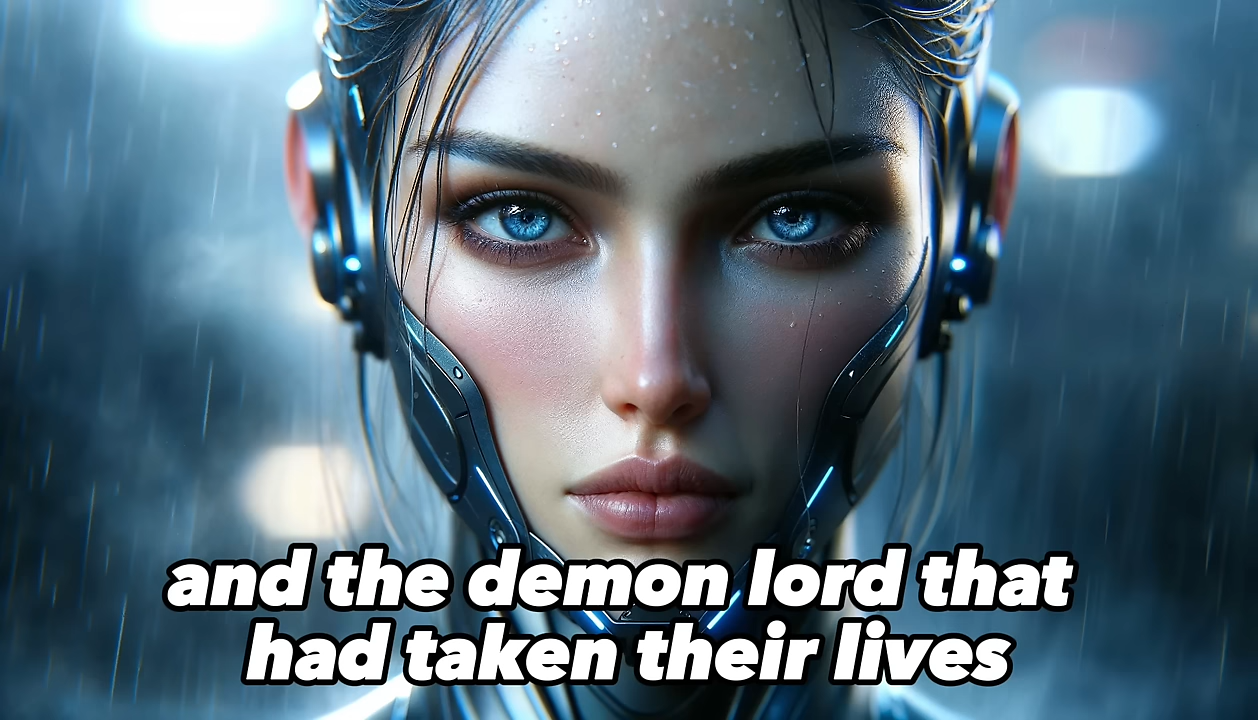 and the demon lord that
had taken their lives